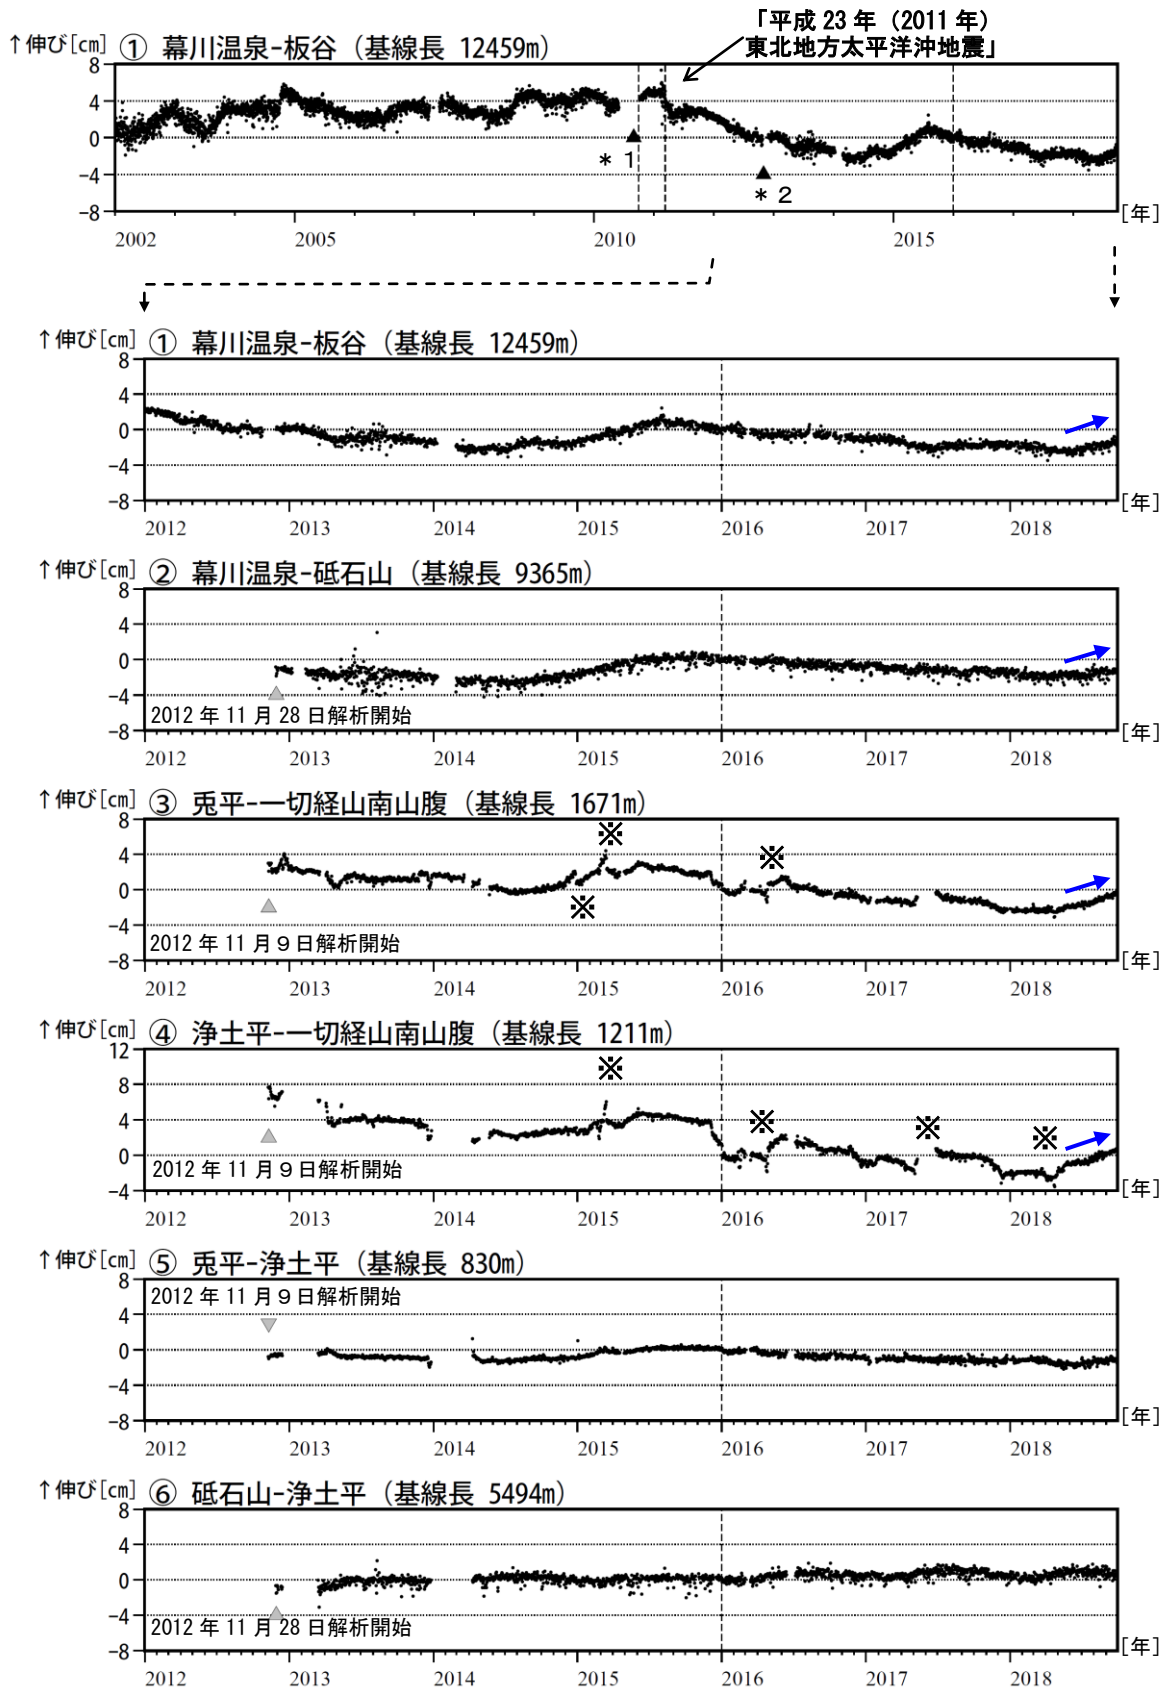 「平成 23 年（2011 年）
東北地方太平洋沖地震」
↑伸び[cm] ① 幕川温泉-板谷（基線長 12459m）
8
4
0
-4
-8
＊１
＊２
2002 2005 2010 2015 [年]
↑伸び[cm] ① 幕川温泉-板谷（基線長 12459m）
8
4
0
-4
-8
2012 2013 2014 2015 2016 2017 2018 [年]
↑伸び[cm] ② 幕川温泉-砥石山（基線長 9365m）
8
4
0
-4
-8
2012 年 11 月 28 日解析開始
2012 2013 2014 2015 2016 2017 2018 [年]
↑伸び[cm] ③ 兎平-一切経山南山腹（基線長 1671m）
8
4
0
-4
-8
※ ※
※
2012 年 11 月９日解析開始
2012 2013 2014 2015 2016 2017 2018 [年]
↑伸び[cm] ④ 浄土平-一切経山南山腹（基線長 1211m）
12
8
4
0
-4
※ ※ ※ ※
2012 年 11 月９日解析開始
2012 2013 2014 2015 2016 2017 2018 [年]
↑伸び[cm] ⑤ 兎平-浄土平（基線長 830m）
8
4
0
-4
-8
2012 年 11 月９日解析開始
2012 2013 2014 2015 2016 2017 2018 [年]
↑伸び[cm] ⑥ 砥石山-浄土平（基線長 5494m）
8
4
0
-4
-8
2012 年 11 月 28 日解析開始
2012 2013 2014 2015 2016 2017 2018 [年]